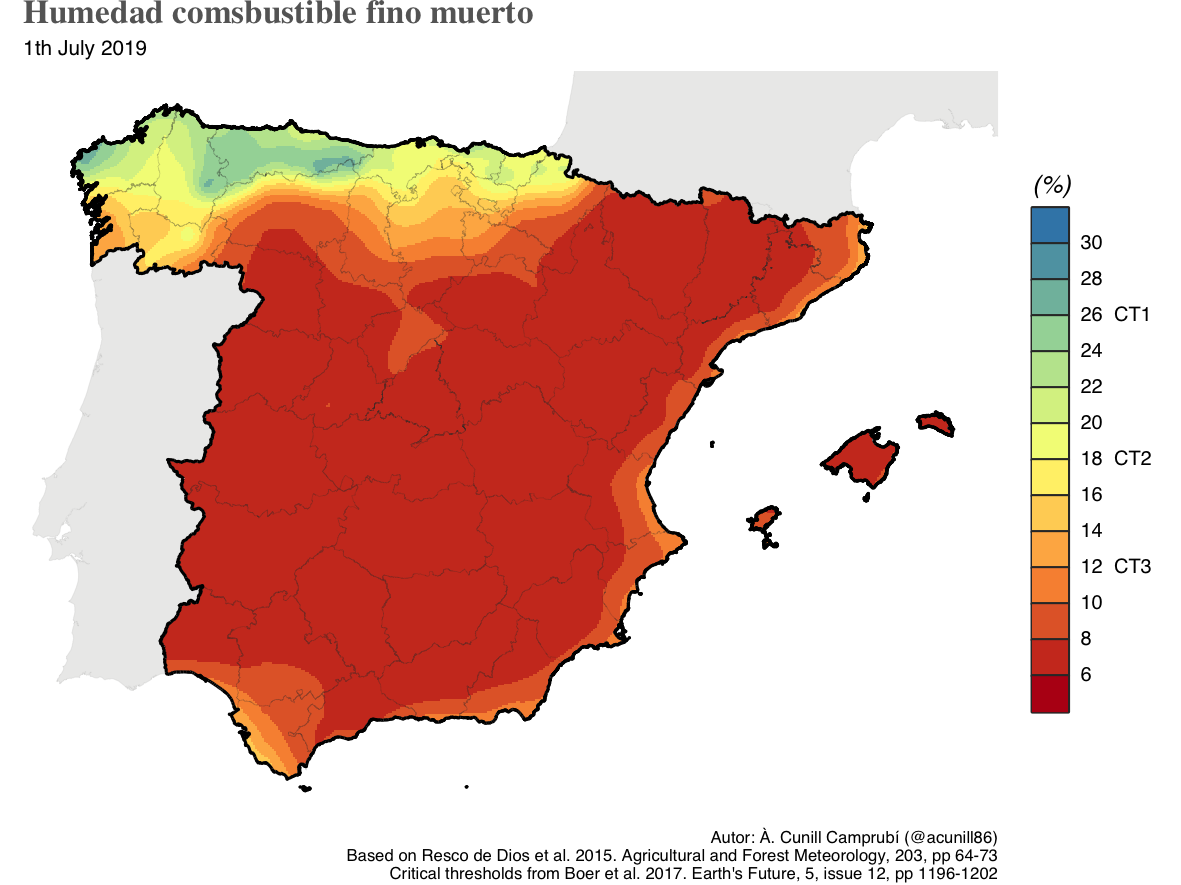 Humedad comsbustible fino muerto
1th July 2019
(%)
30
28
26 CT1
24
22
20
18 CT2
16
14
12 CT3
10
8
6
Autor: À. Cunill Camprubí (@acunill86)
Based on Resco de Dios et al. 2015. Agricultural and Forest Meteorology, 203, pp 64-73
Critical thresholds from Boer et al. 2017. Earth's Future, 5, issue 12, pp 1196-1202